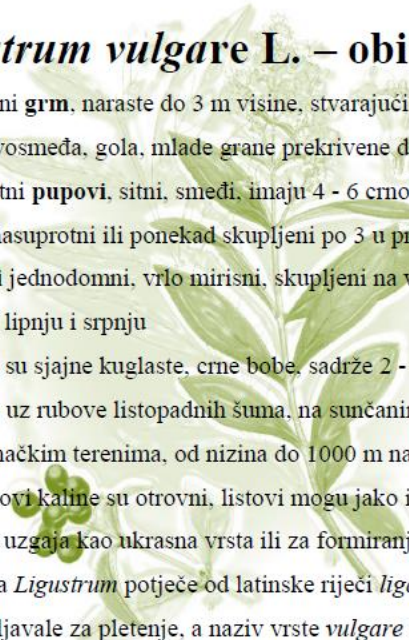 trum vulgare L. – obi
ni grm, naraste do 3 m visine, stvarajući
vosmeđa, gola, mlade grane prekrivene d
tni pupovi, sitni, smeđi, imaju 4 - 6 crno
nasuprotni ili ponekad skupljeni po 3 u pr
i jednodomni, vrlo mirisni, skupljeni na v
lipnju i srpnju
su sjajne kuglaste, crne bobe, sadrže 2 -
uz rubove listopadnih šuma, na sunčani
načkim terenima, od nizina do 1000 m na
ovi kaline su otrovni, listovi mogu jako i
uzgaja kao ukrasna vrsta ili za formiranj
a Ligustrum potječe od latinske riječi liga
ljavale za pletenje, a naziv vrste vulgare